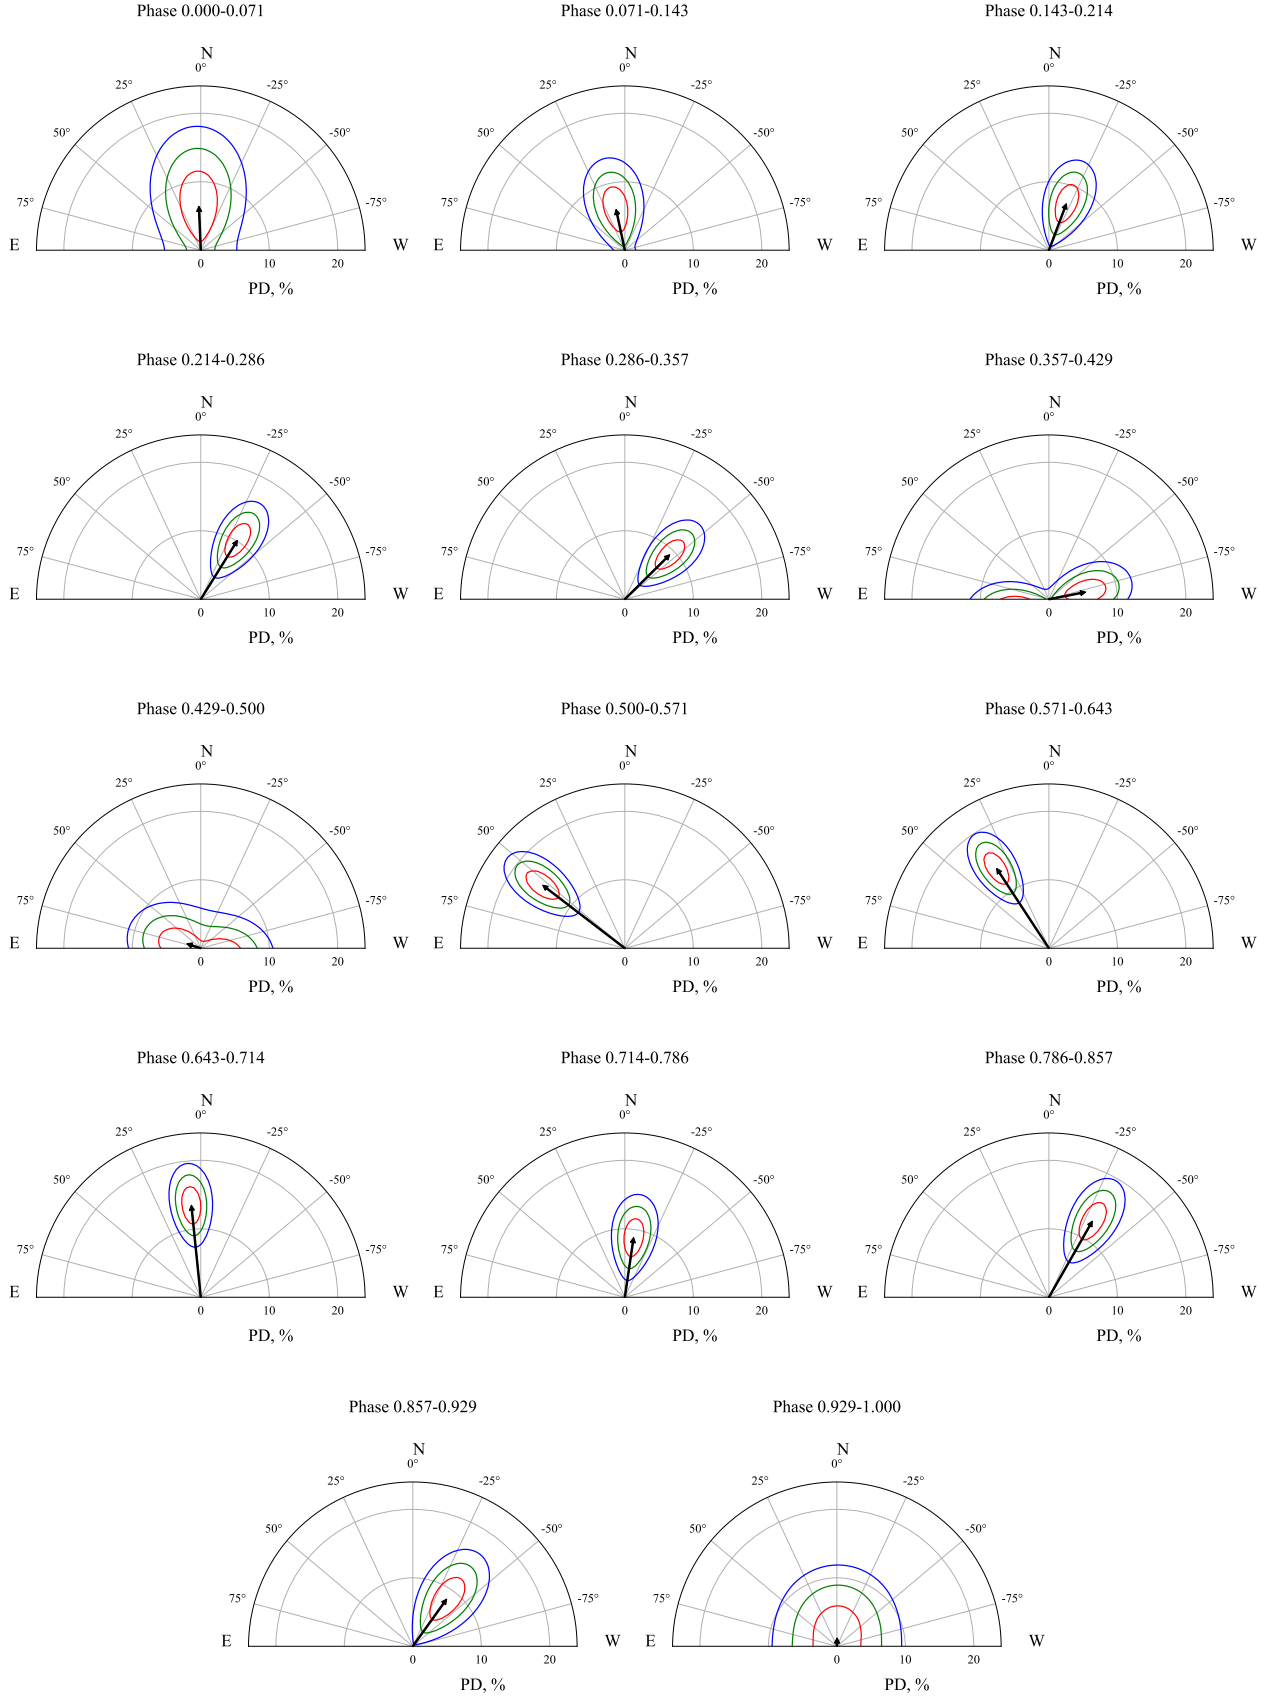 Phase 0.000-0.071 Phase 0.071-0.143 Phase 0.143-0.214
N N N
0° 0° 0°
25° -25° 25° -25° 25° -25°
50° -50° 50° -50° 50° -50°
75° -75° 75° -75° 75° -75°
E W E W E W
0 10 20 0 10 20 0 10 20
PD, % PD, % PD, %
Phase 0.214-0.286 Phase 0.286-0.357 Phase 0.357-0.429
N N N
0° 0° 0°
25° -25° 25° -25° 25° -25°
50° -50° 50° -50° 50° -50°
75° -75° 75° -75° 75° -75°
E W E W E W
0 10 20 0 10 20 0 10 20
PD, % PD, % PD, %
Phase 0.429-0.500 Phase 0.500-0.571 Phase 0.571-0.643
N N N
0° 0° 0°
25° -25° 25° -25° 25° -25°
50° -50° 50° -50° 50° -50°
75° -75° 75° -75° 75° -75°
E W E W E W
0 10 20 0 10 20 0 10 20
PD, % PD, % PD, %
Phase 0.643-0.714 Phase 0.714-0.786 Phase 0.786-0.857
N N N
0° 0° 0°
25° -25° 25° -25° 25° -25°
50° -50° 50° -50° 50° -50°
75° -75° 75° -75° 75° -75°
E W E W E W
0 10 20 0 10 20 0 10 20
PD, % PD, % PD, %
Phase 0.857-0.929 Phase 0.929-1.000
N N
0° 0°
25° -25° 25° -25°
50° -50° 50° -50°
75° -75° 75° -75°
E W E W
0 10 20 0 10 20
PD, % PD, %